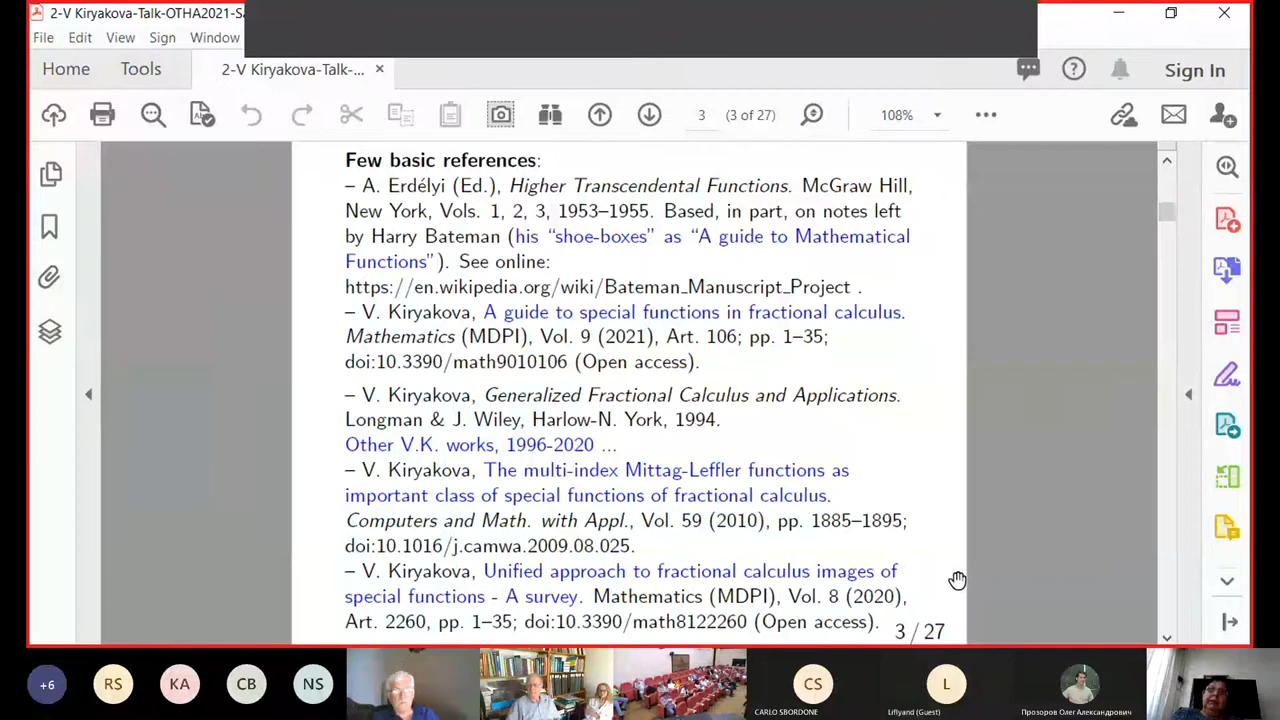 2-V Kiryakova-Talk-OTHA2021-S
File Edit View Sign Window
Home Tools 2-V Kiryakova-Talk-... × Sign In
3 (3 of 27) 108%
Few basic references:
– A. Erdélyi (Ed.), Higher Transcendental Functions. McGraw Hill,
New York, Vols. 1, 2, 3, 1953–1955. Based, in part, on notes left
by Harry Bateman (his “shoe-boxes” as “A guide to Mathematical
Functions”). See online:
https://en.wikipedia.org/wiki/Bateman_Manuscript_Project .
– V. Kiryakova, A guide to special functions in fractional calculus.
Mathematics (MDPI), Vol. 9 (2021), Art. 106; pp. 1–35;
doi:10.3390/math9010106 (Open access).
– V. Kiryakova, Generalized Fractional Calculus and Applications.
Longman & J. Wiley, Harlow-N. York, 1994.
Other V.K. works, 1996-2020 ...
– V. Kiryakova, The multi-index Mittag-Leffler functions as
important class of special functions of fractional calculus.
Computers and Math. with Appl., Vol. 59 (2010), pp. 1885–1895;
doi:10.1016/j.camwa.2009.08.025.
– V. Kiryakova, Unified approach to fractional calculus images of
special functions - A survey. Mathematics (MDPI), Vol. 8 (2020),
Art. 2260, pp. 1–35; doi:10.3390/math8122260 (Open access).
3 / 27
+6 RS KA CB NS CS L
CARLO SBORDONE Liflyand (Guest) Прозоров Олег Александрович